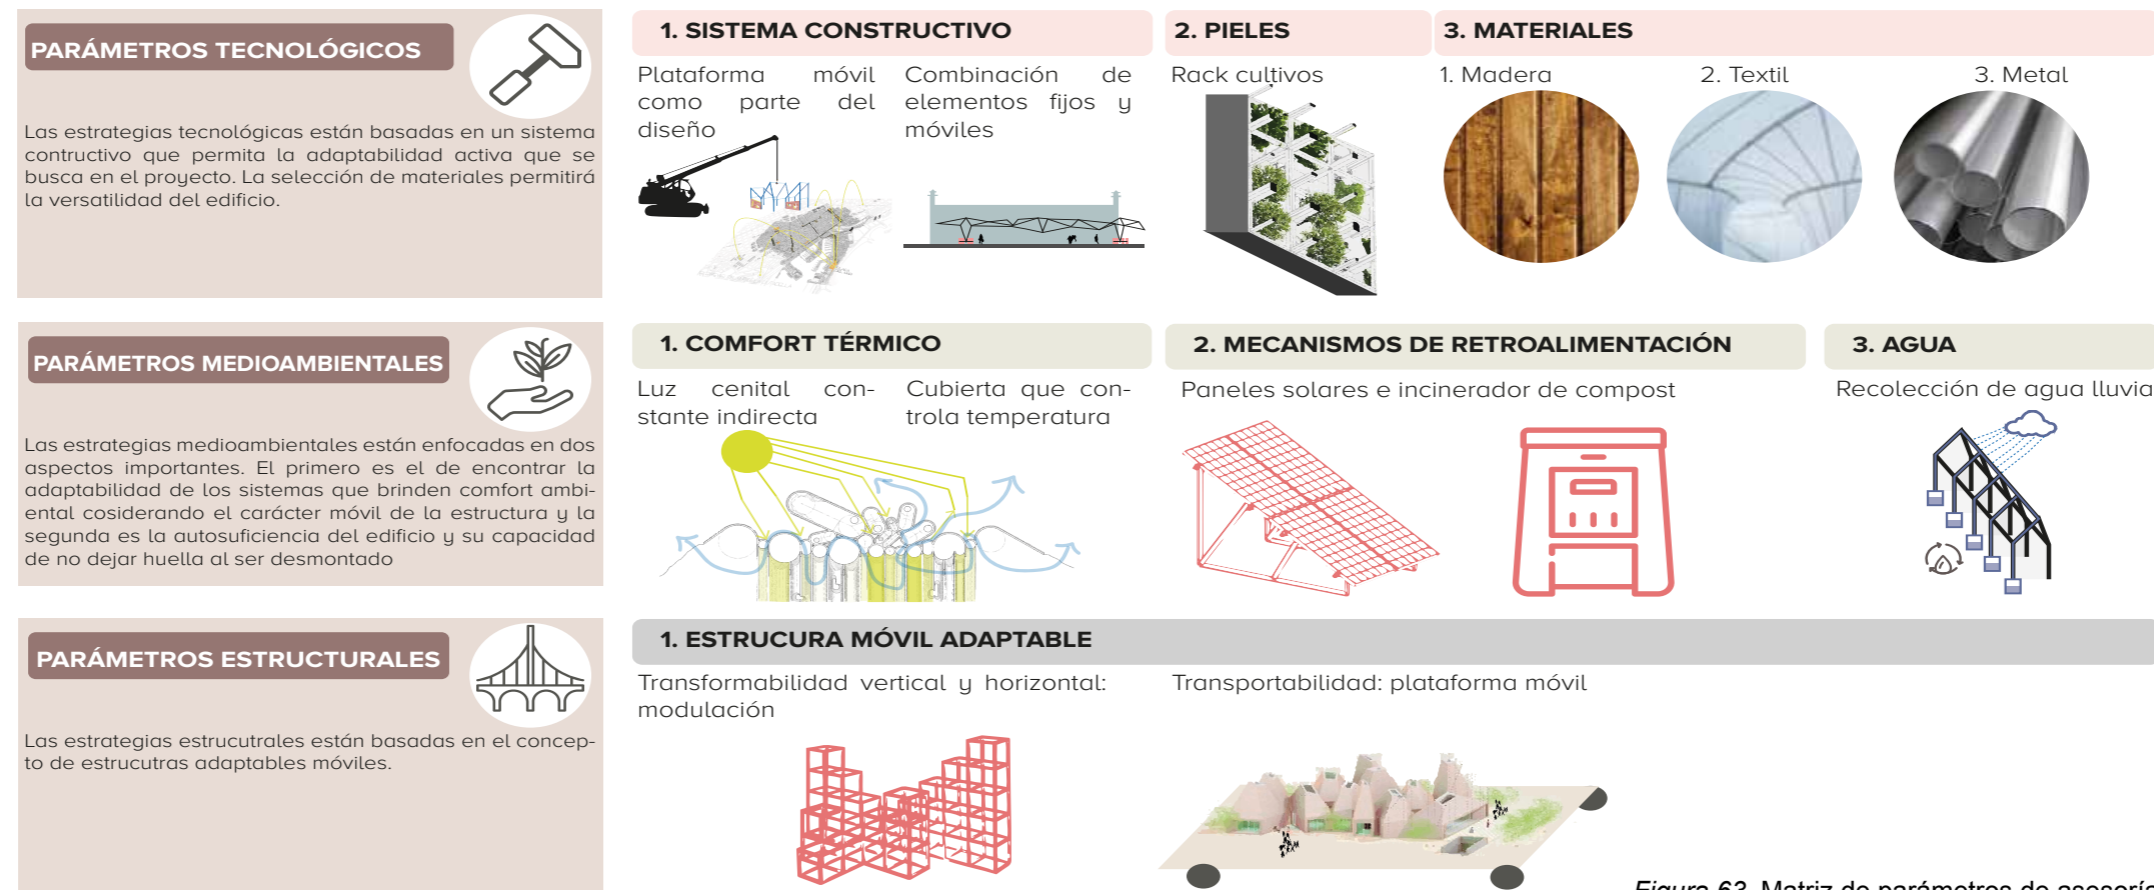 PARÁMETROS TECNOLÓGICOS
Las estrategias tecnológicas están basadas en un sistema
contructivo que permita la adaptabilidad activa que se
busca en el proyecto. La selección de materiales permitirá
la versatilidad del edificio.
1. SISTEMA CONSTRUCTIVO
Plataforma móvil
como parte del
diseño
Combinación de
elementos fijos y
móviles
2. PIELES
Rack cultivos
3. MATERIALES
1. Madera
2. Textil
3. Metal
PARÁMETROS MEDIOAMBIENTALES
Las estrategias medioambientales están enfocadas en dos
aspectos importantes. El primero es el de encontrar la
adaptabilidad de los sistemas que brinden comfort ambi-
ental cosiderando el carácter móvil de la estructura y la
segunda es la autosuficiencia del edificio y su capacidad
de no dejar huella al ser desmontado
1. COMFORT TÉRMICO
Luz cenital con-
stante indirecta
Cubierta que con-
trola temperatura
2. MECANISMOS DE RETROALIMENTACIÓN
Paneles solares e incinerador de compost
3. AGUA
Recolección de agua lluvia
PARÁMETROS ESTRUCTURALES
Las estrategias estrucutrales están basadas en el concep-
to de estrucutras adaptables móviles.
1. ESTRUCURA MÓVIL ADAPTABLE
Transformabilidad vertical y horizontal:
modulación
Transportabilidad: plataforma móvil
Figura 63. Matriz de parámetros de asesoría